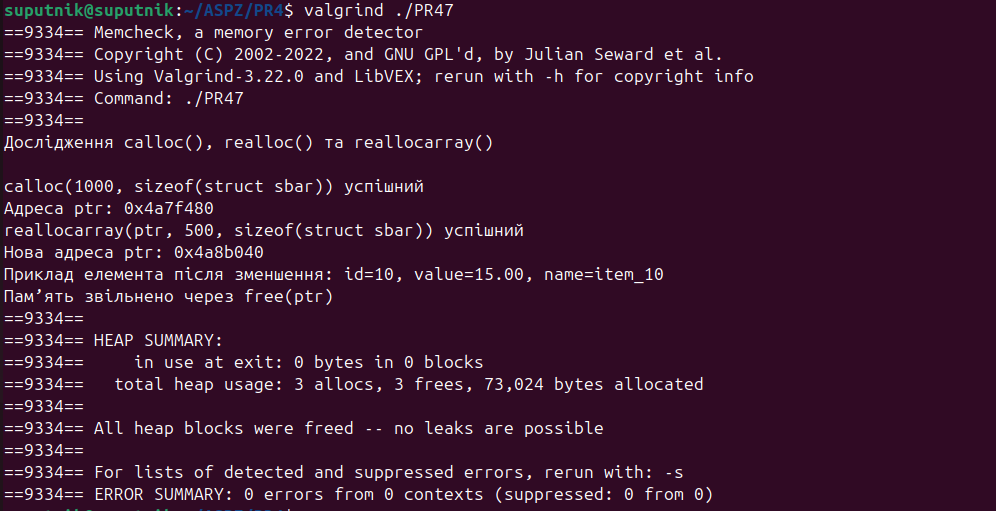 suputnik@suputnik:~/ASPZ/PR4$ valgrind ./PR47
==9334== Memcheck, a memory error detector
==9334== Copyright (C) 2002-2022, and GNU GPL'd, by Julian Seward et al.
==9334== Using Valgrind-3.22.0 and LibVEX; rerun with -h for copyright info
==9334== Command: ./PR47
==9334==
Дослідження calloc(), realloc() та reallocarray()

calloc(1000, sizeof(struct sbar)) успішний
Адреса ptr: 0x4a7f480
reallocarray(ptr, 500, sizeof(struct sbar)) успішний
Нова адреса ptr: 0x4a8b040
Приклад елемента після зменшення: id=10, value=15.00, name=item_10
Пам’ять звільнено через free(ptr)
==9334==
==9334== HEAP SUMMARY:
==9334==     in use at exit: 0 bytes in 0 blocks
==9334==   total heap usage: 3 allocs, 3 frees, 73,024 bytes allocated
==9334==
==9334== All heap blocks were freed -- no leaks are possible
==9334==
==9334== For lists of detected and suppressed errors, rerun with: -s
==9334== ERROR SUMMARY: 0 errors from 0 contexts (suppressed: 0 from 0)